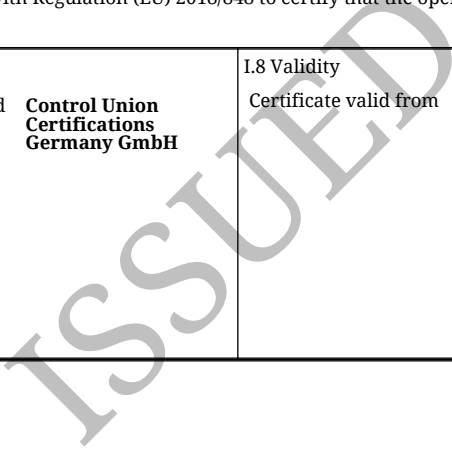 with Regulation (EU) 2018/848 to certify that the oper
d Control Union
Certifications
Germany GmbH
I.8 Validity
Certificate valid from
ISSUED